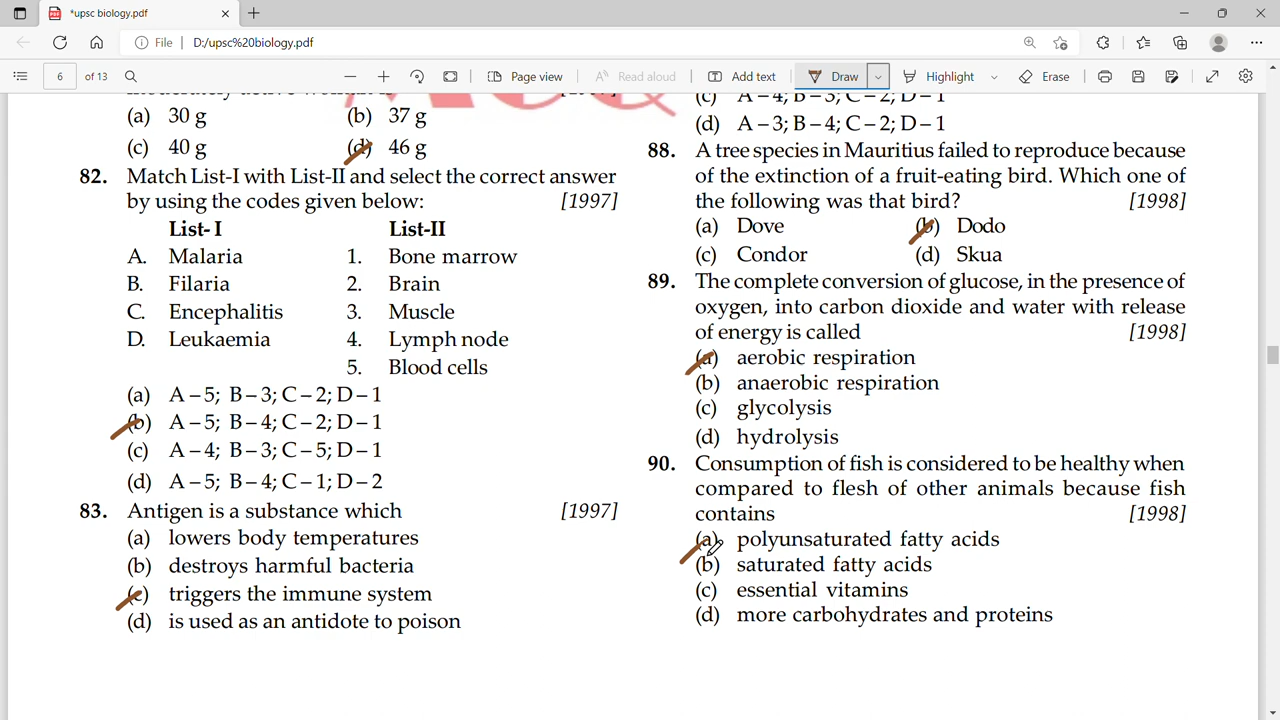 *upsc biology.pdf
File | D:/upsc%20biology.pdf
6 of 13
Page view
Read aloud
Add text
Draw
Highlight
Erase
[1997]
(a) 30 g (b) 37 g
(c) 40 g (d) 46 g
82. Match List-I with List-II and select the correct answer
by using the codes given below: [1997]
List- I List-II
A. Malaria 1. Bone marrow
B. Filaria 2. Brain
C. Encephalitis 3. Muscle
D. Leukaemia 4. Lymph node
5. Blood cells
(a) A – 5; B – 3; C – 2; D – 1
(b) A – 5; B – 4; C – 2; D – 1
(c) A – 4; B – 3; C – 5; D – 1
(d) A – 5; B – 4; C – 1; D – 2
83. Antigen is a substance which [1997]
(a) lowers body temperatures
(b) destroys harmful bacteria
(c) triggers the immune system
(d) is used as an antidote to poison
(c) A – 4; B – 3; C – 2; D – 1
(d) A – 3; B – 4; C – 2; D – 1
88. A tree species in Mauritius failed to reproduce because
of the extinction of a fruit-eating bird. Which one of
the following was that bird? [1998]
(a) Dove (b) Dodo
(c) Condor (d) Skua
89. The complete conversion of glucose, in the presence of
oxygen, into carbon dioxide and water with release
of energy is called [1998]
(a) aerobic respiration
(b) anaerobic respiration
(c) glycolysis
(d) hydrolysis
90. Consumption of fish is considered to be healthy when
compared to flesh of other animals because fish
contains [1998]
(a) polyunsaturated fatty acids
(b) saturated fatty acids
(c) essential vitamins
(d) more carbohydrates and proteins